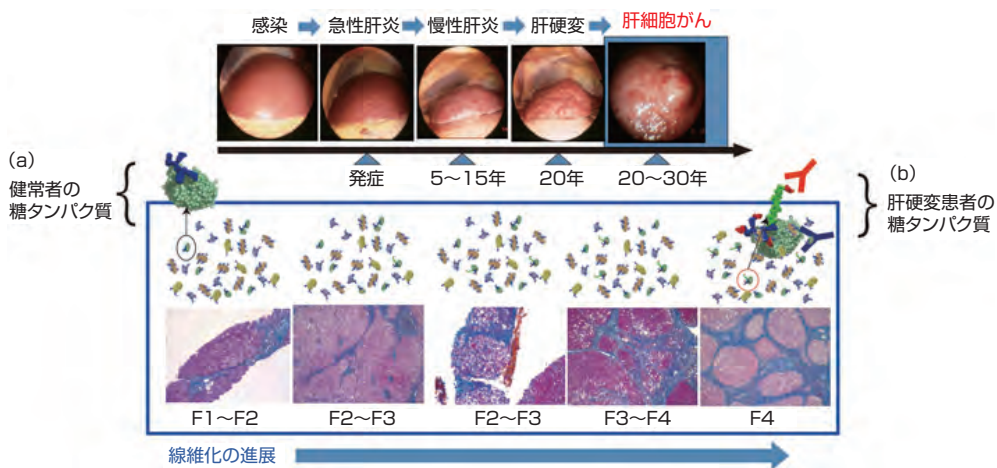 感染 急性肝炎 慢性肝炎 肝硬変 肝細胞がん
発症 5〜15年 20年 20〜30年
(a)
健常者の
糖タンパク質
(b)
肝硬変患者の
糖タンパク質
F1〜F2 F2〜F3 F2〜F3 F3〜F4 F4
線維化の進展